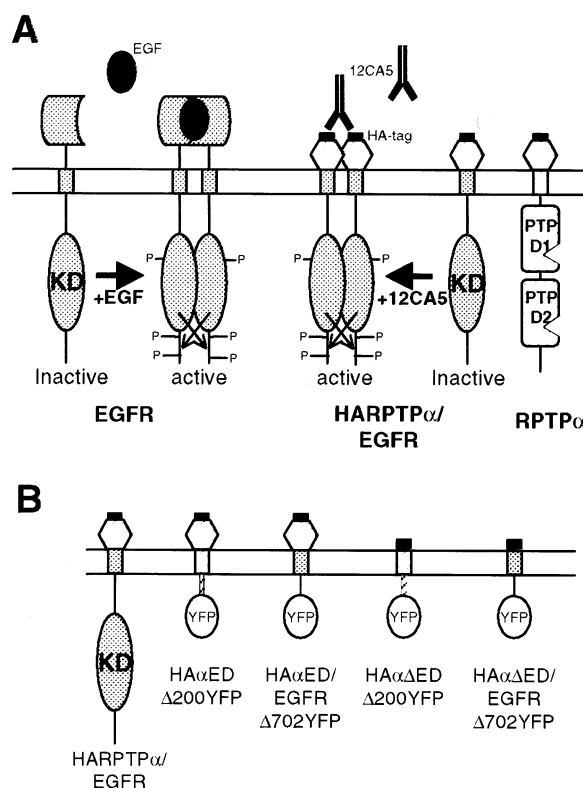 A
EGF
12CA5
HA-tag
KD
+EGF
P P
P P
P P
P P
P P
P P
+12CA5
KD
PTP
D1
PTP
D2
Inactive
active
active
Inactive
EGFR
HARPTPα/
EGFR
RPTPα
B
KD
YFP
YFP
YFP
YFP
HARPTPα/
EGFR
HAαED
Δ200YFP
HAαED/
EGFR
Δ702YFP
HAαΔED
Δ200YFP
HAαΔED/
EGFR
Δ702YFP